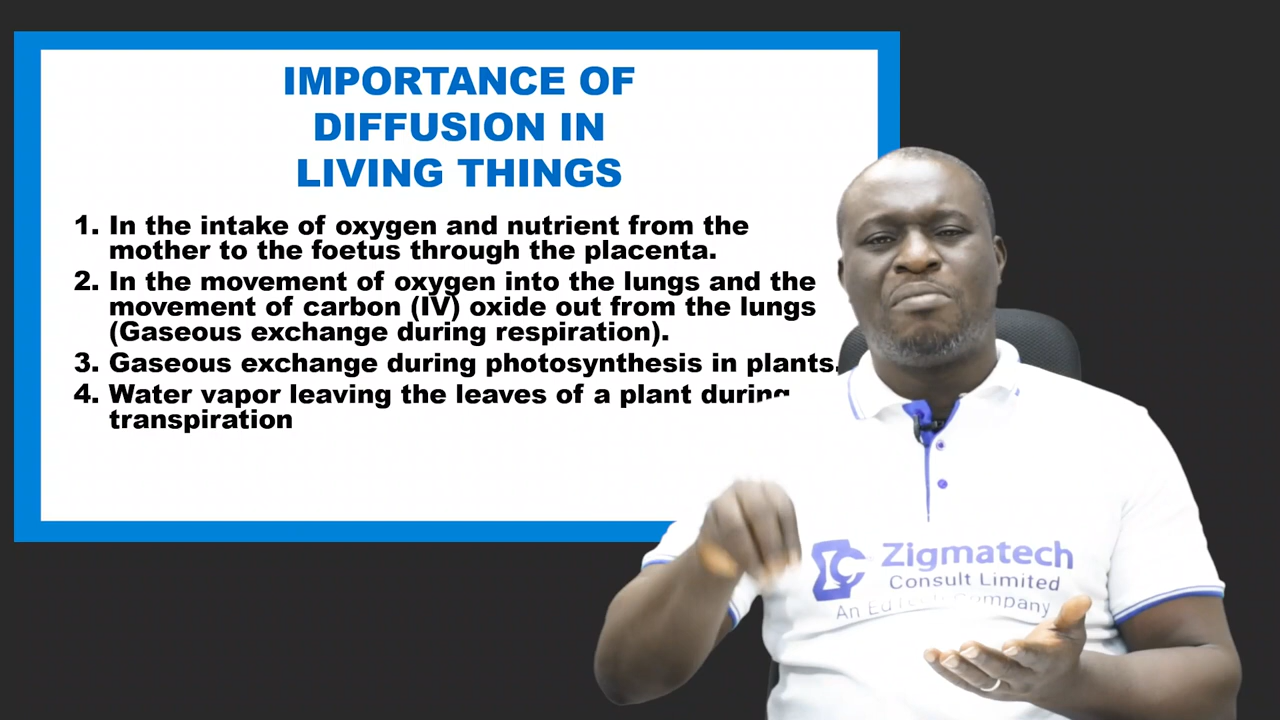 IMPORTANCE OF
DIFFUSION IN
LIVING THINGS
1. In the intake of oxygen and nutrient from the
mother to the foetus through the placenta.
2. In the movement of oxygen into the lungs and the
movement of carbon (IV) oxide out from the lungs
(Gaseous exchange during respiration).
3. Gaseous exchange during photosynthesis in plants.
4. Water vapor leaving the leaves of a plant during
transpiration
Zigmatech
Consult Limited
An EdTech Company